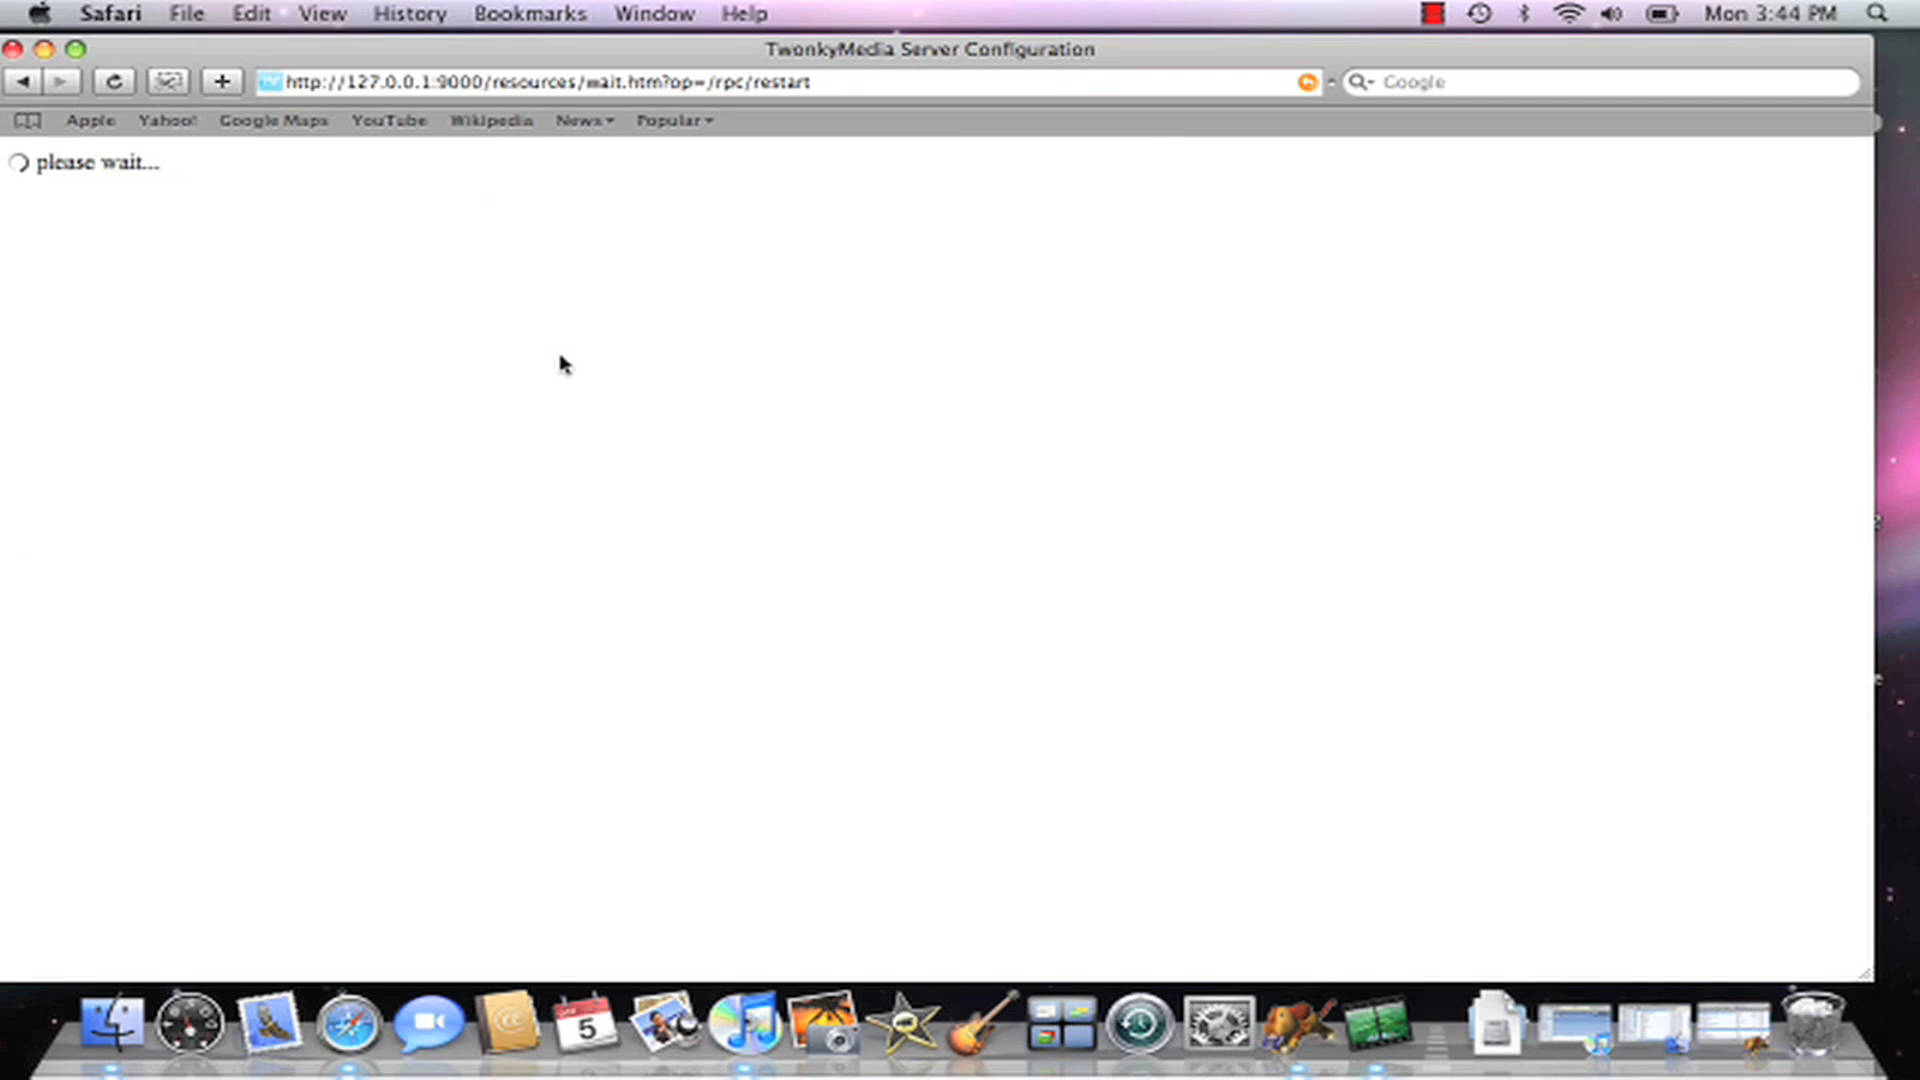 Safari File Edit View History Bookmarks Window Help Mon 3:44 PM
TwonkyMedia Server Configuration
http://127.0.0.1:9000/resources/wait.htm?op=/rpc/restart Google
Apple Yahoo! Google Maps YouTube Wikipedia News Popular
please wait...
5